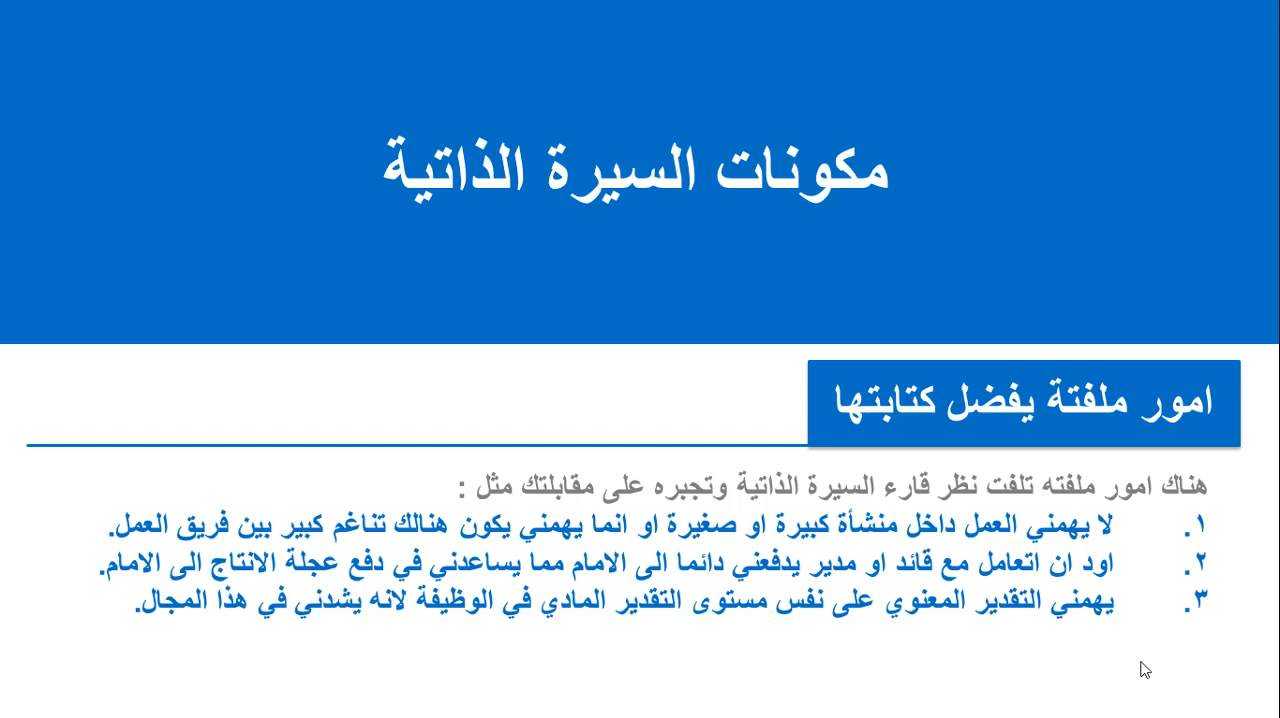 مكونات السيرة الذاتية
امور ملفتة يفضل كتابتها
هناك امور ملفته تلفت نظر قارء السيرة الذاتية وتجبره على مقابلتك مثل :
١. لا يهمني العمل داخل منشأة كبيرة او صغيرة او انما يهمني يكون هنالك تناغم كبير بين فريق العمل.
٢. اود ان اتعامل مع قائد او مدير يدفعني دائما الى الامام مما يساعدني في دفع عجلة الانتاج الى الامام.
٣. يهمني التقدير المعنوي على نفس مستوى التقدير المادي في الوظيفة لانه يشدني في هذا المجال.